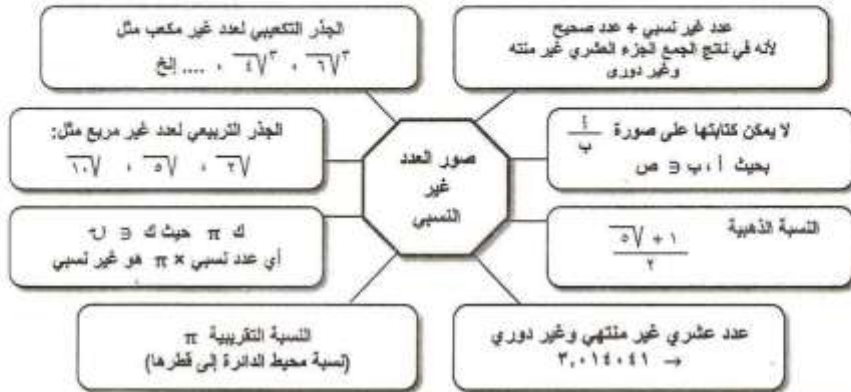 صور العدد
غير
النسبي
عدد غير نسبي + عدد صحيح
لأنه في ناتج الجمع الجزء العشري غير منته
وغير دوري
الجذر التكعيبي لعدد غير مكعب مثل
∛٦ ، ∛٤ ، .... إلخ
لا يمكن كتابتها على صورة أ/ب
بحيث أ ، ب ∈ ص
الجذر التربيعي لعدد غير مربع مثل:
√٢ ، √٥ ، √١٠
النسبة الذهبية
(١ + √٥)/٢
ك π حيث ك ∈ ن
أي عدد نسبي × π هو غير نسبي
عدد عشري غير منتهي وغير دوري
→ ٣,٠١٤٠٤١
النسبة التقريبية π
(نسبة محيط الدائرة إلى قطرها)